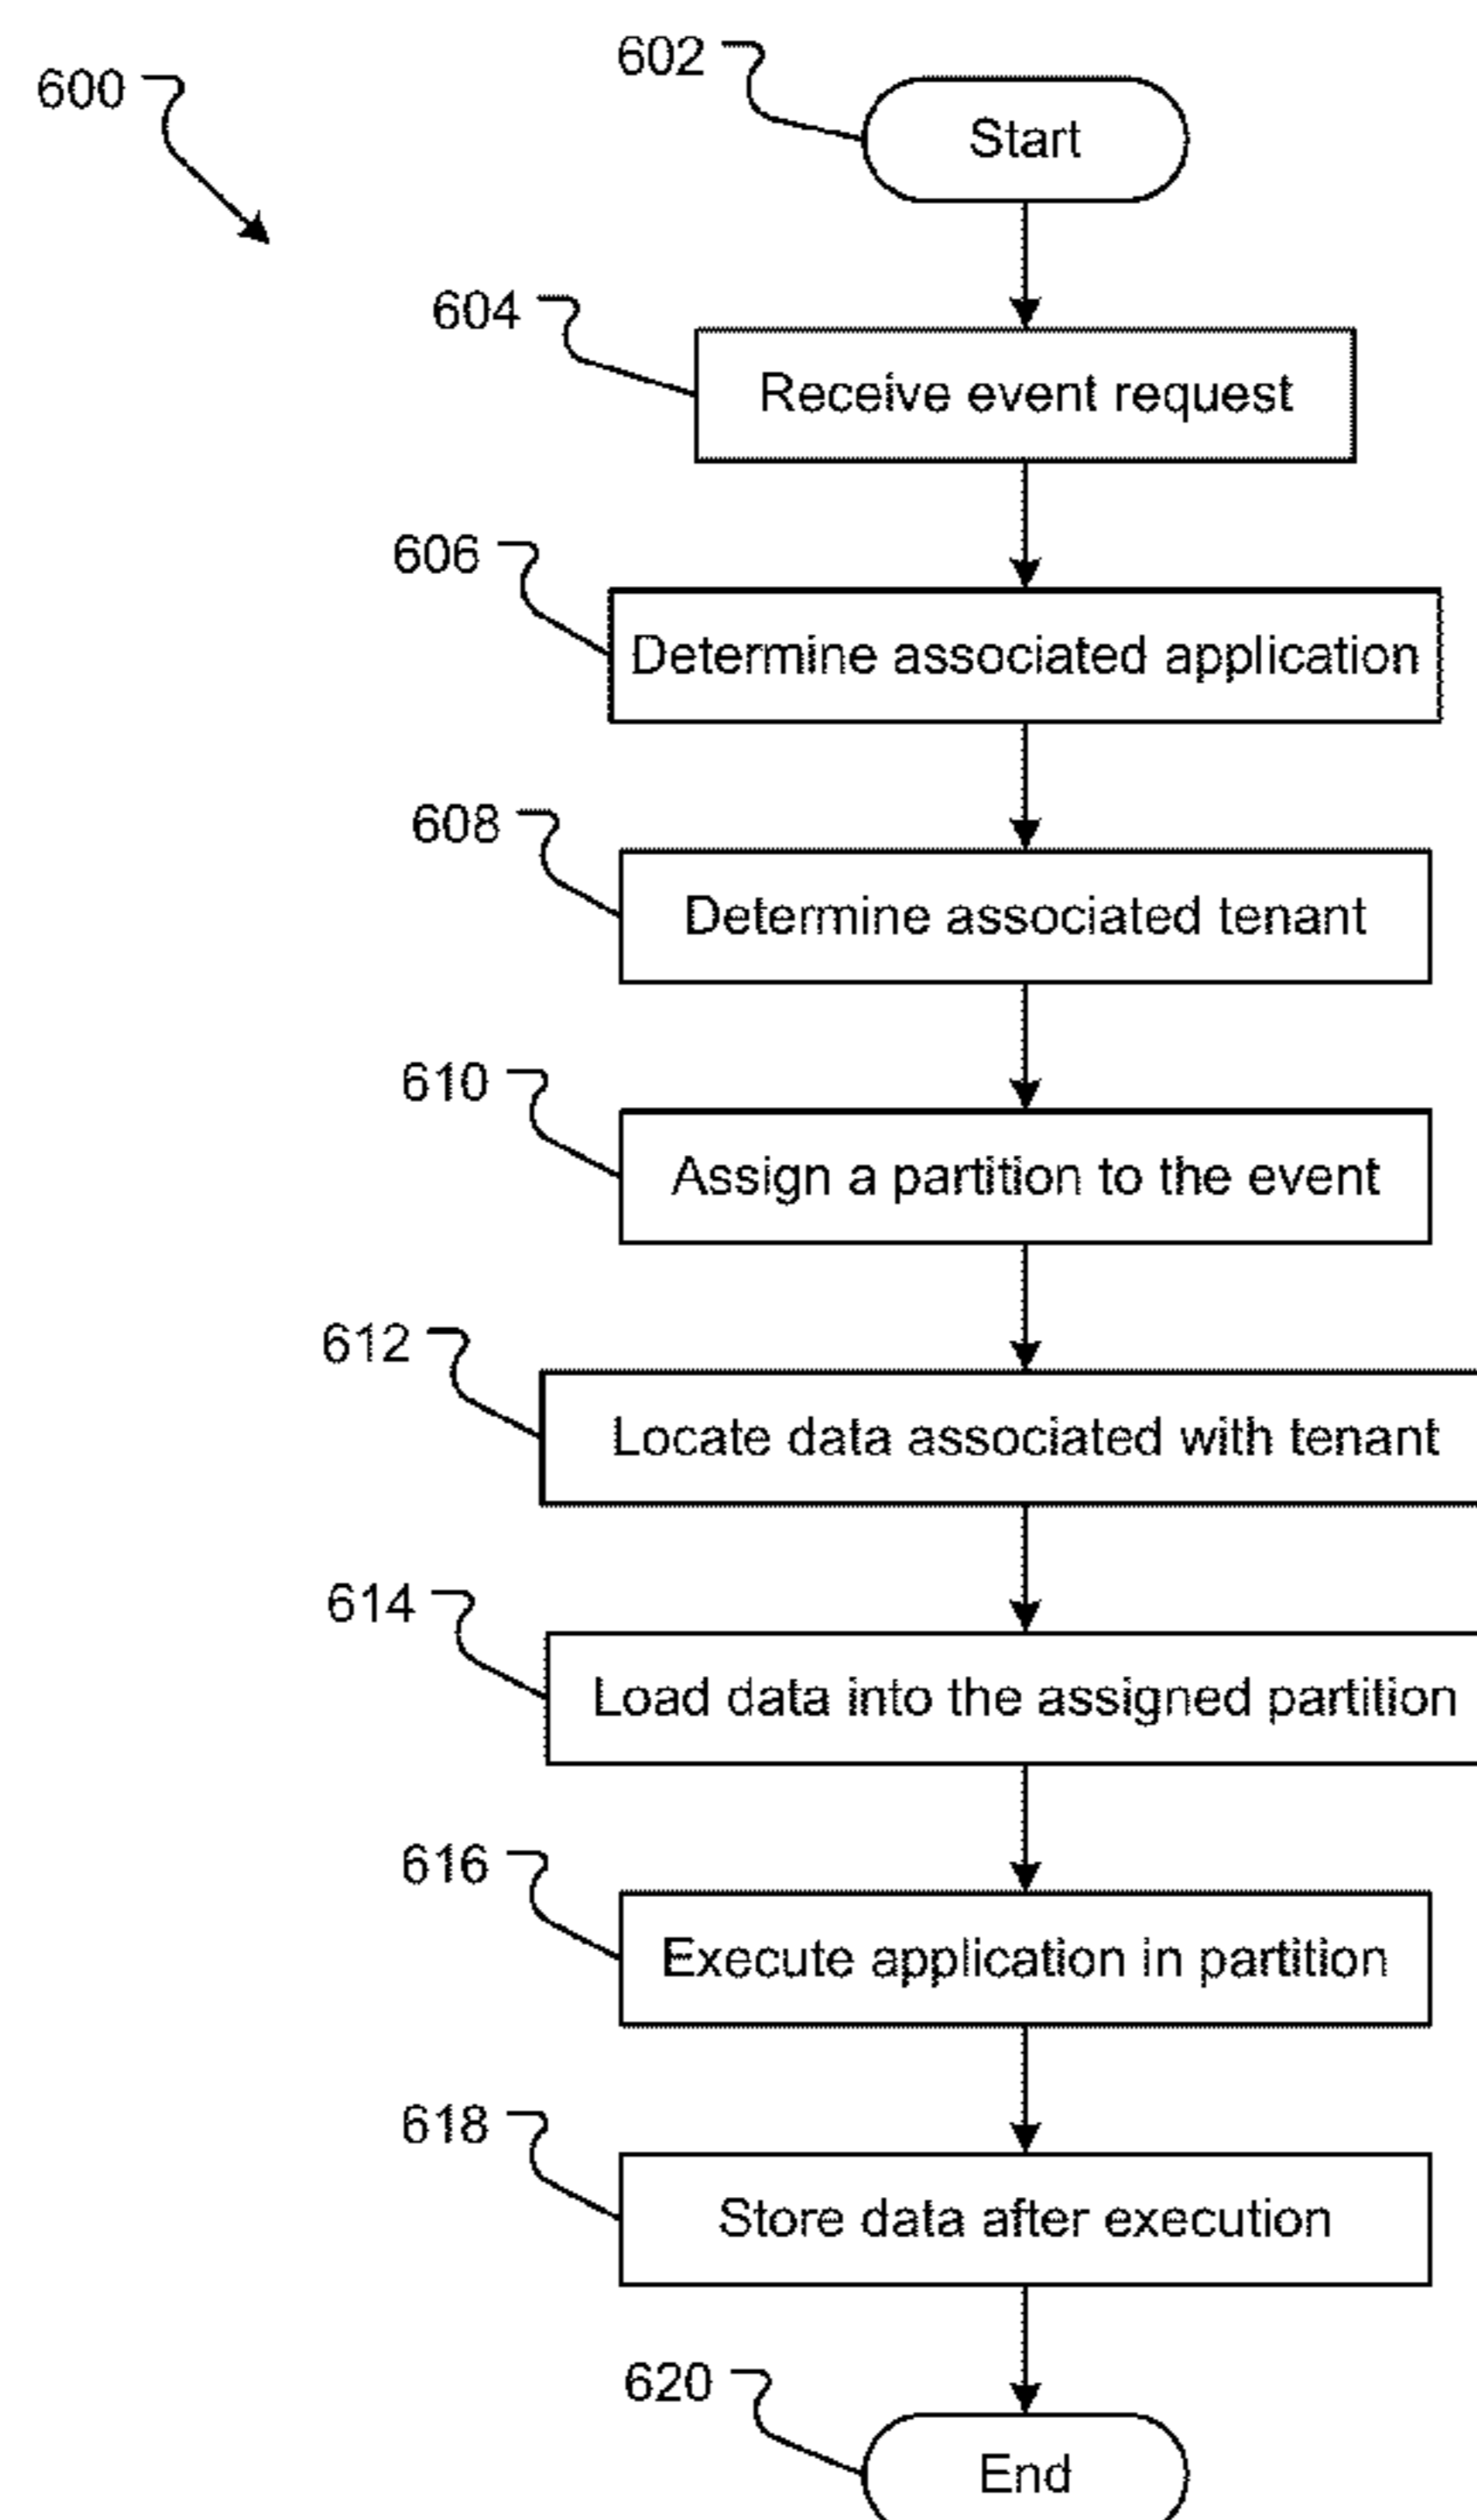 600
602
Start
604
Receive event request
606
Determine associated application
608
Determine associated tenant
610
Assign a partition to the event
612
Locate data associated with tenant
614
Load data into the assigned partition
616
Execute application in partition
618
Store data after execution
620
End